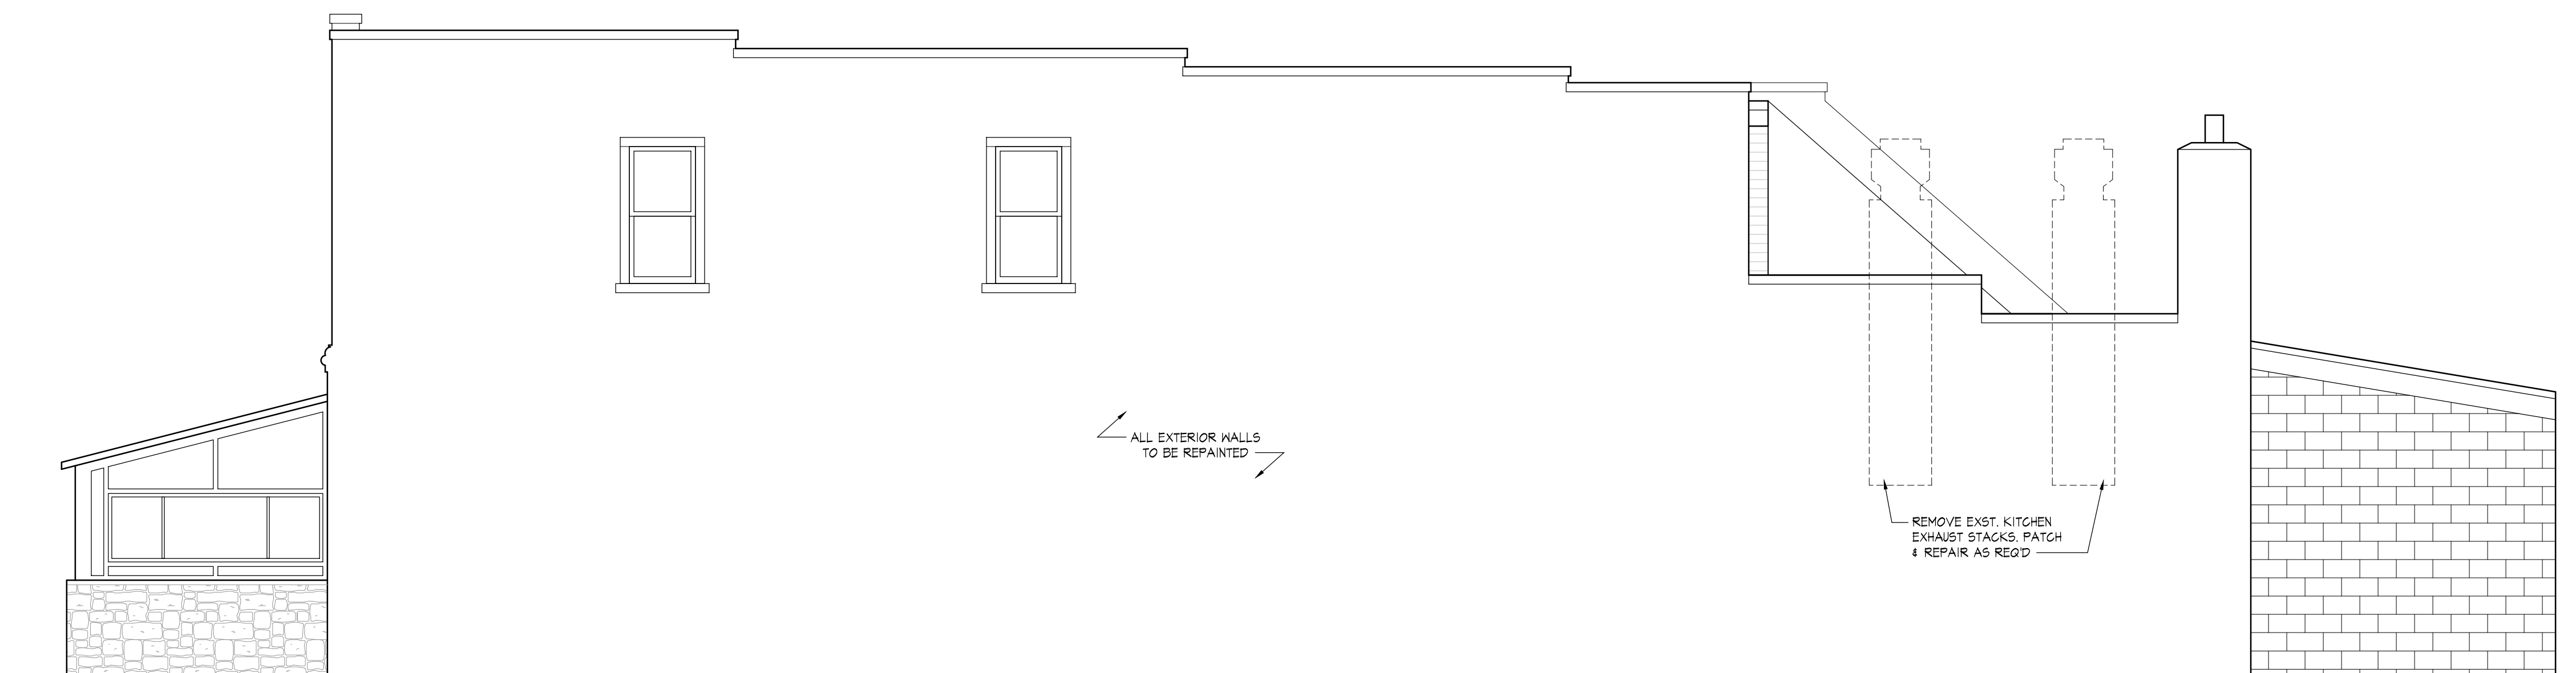 ALL EXTERIOR WALLS
TO BE REPAINTED
REMOVE EXST. KITCHEN
EXHAUST STACKS. PATCH
& REPAIR AS REQ'D